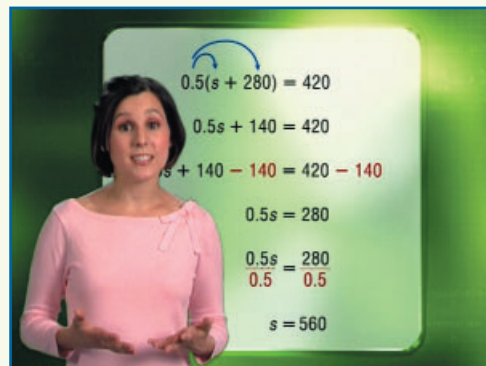 0.5(s + 280) = 420
0.5s + 140 = 420
s + 140 − 140 = 420 − 140
0.5s = 280
0.5s/0.5 = 280/0.5
s = 560